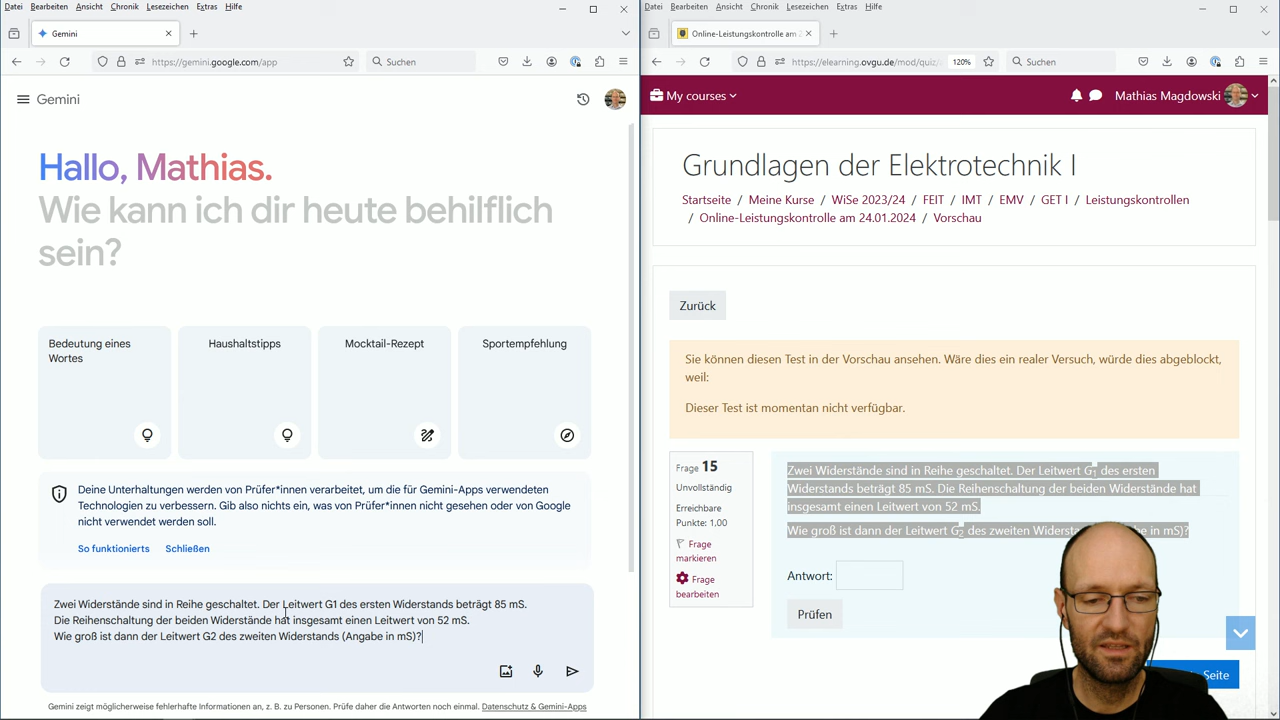 Datei Bearbeiten Ansicht Chronik Lesezeichen Extras Hilfe
Gemini
https://gemini.google.com/app
Suchen
Gemini
Hallo, Mathias.
Wie kann ich dir heute behilflich
sein?
Bedeutung eines
Wortes
Haushaltstipps
Mocktail-Rezept
Sportempfehlung
Deine Unterhaltungen werden von Prüfer*innen verarbeitet, um die für Gemini-Apps verwendeten
Technologien zu verbessern. Gib also nichts ein, was von Prüfer*innen nicht gesehen oder von Google
nicht verwendet werden soll.
So funktionierts Schließen
Zwei Widerstände sind in Reihe geschaltet. Der Leitwert G1 des ersten Widerstands beträgt 85 mS.
Die Reihenschaltung der beiden Widerstände hat insgesamt einen Leitwert von 52 mS.
Wie groß ist dann der Leitwert G2 des zweiten Widerstands (Angabe in mS)?
Gemini zeigt möglicherweise fehlerhafte Informationen an, z. B. zu Personen. Prüfe daher die Antworten noch einmal. Datenschutz & Gemini-Apps
Datei Bearbeiten Ansicht Chronik Lesezeichen Extras Hilfe
Online-Leistungskontrolle am 2
https://elearning.ovgu.de/mod/quiz/
120%
Suchen
My courses
Mathias Magdowski
Grundlagen der Elektrotechnik I
Startseite / Meine Kurse / WiSe 2023/24 / FEIT / IMT / EMV / GET I / Leistungskontrollen
/ Online-Leistungskontrolle am 24.01.2024 / Vorschau
Zurück
Sie können diesen Test in der Vorschau ansehen. Wäre dies ein realer Versuch, würde dies abgeblockt,
weil:
Dieser Test ist momentan nicht verfügbar.
Frage 15
Unvollständig
Erreichbare
Punkte: 1,00
Frage
markieren
Frage
bearbeiten
Zwei Widerstände sind in Reihe geschaltet. Der Leitwert G1 des ersten
Widerstands beträgt 85 mS. Die Reihenschaltung der beiden Widerstände hat
insgesamt einen Leitwert von 52 mS.
Wie groß ist dann der Leitwert G2 des zweiten in mS)?
Antwort:
Prüfen
Seite